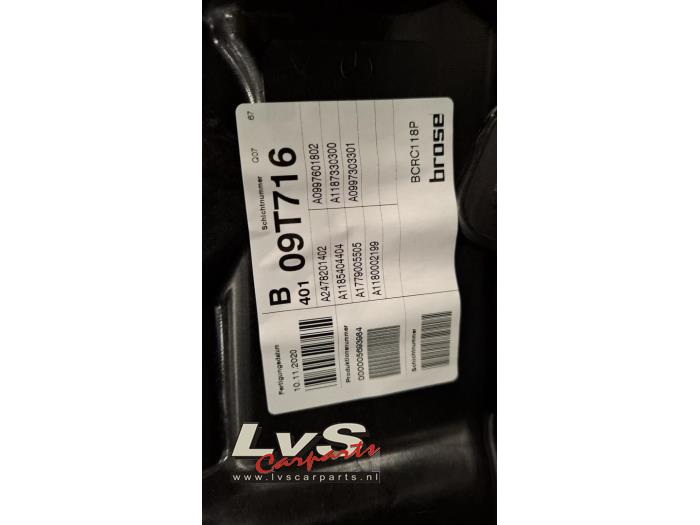 Schichtnummer Q07 67
B 09T716
401
A2478201402 A0997601802
A1185404404 A1187330300
A1779005505 A0997303301
A1180002199
BCRC118P
brose
Fertigungsdatum
10.11.2020
Produktionsnummer
000005693984
Schichtnummer
LvS
Carparts
www.lvscarparts.nl